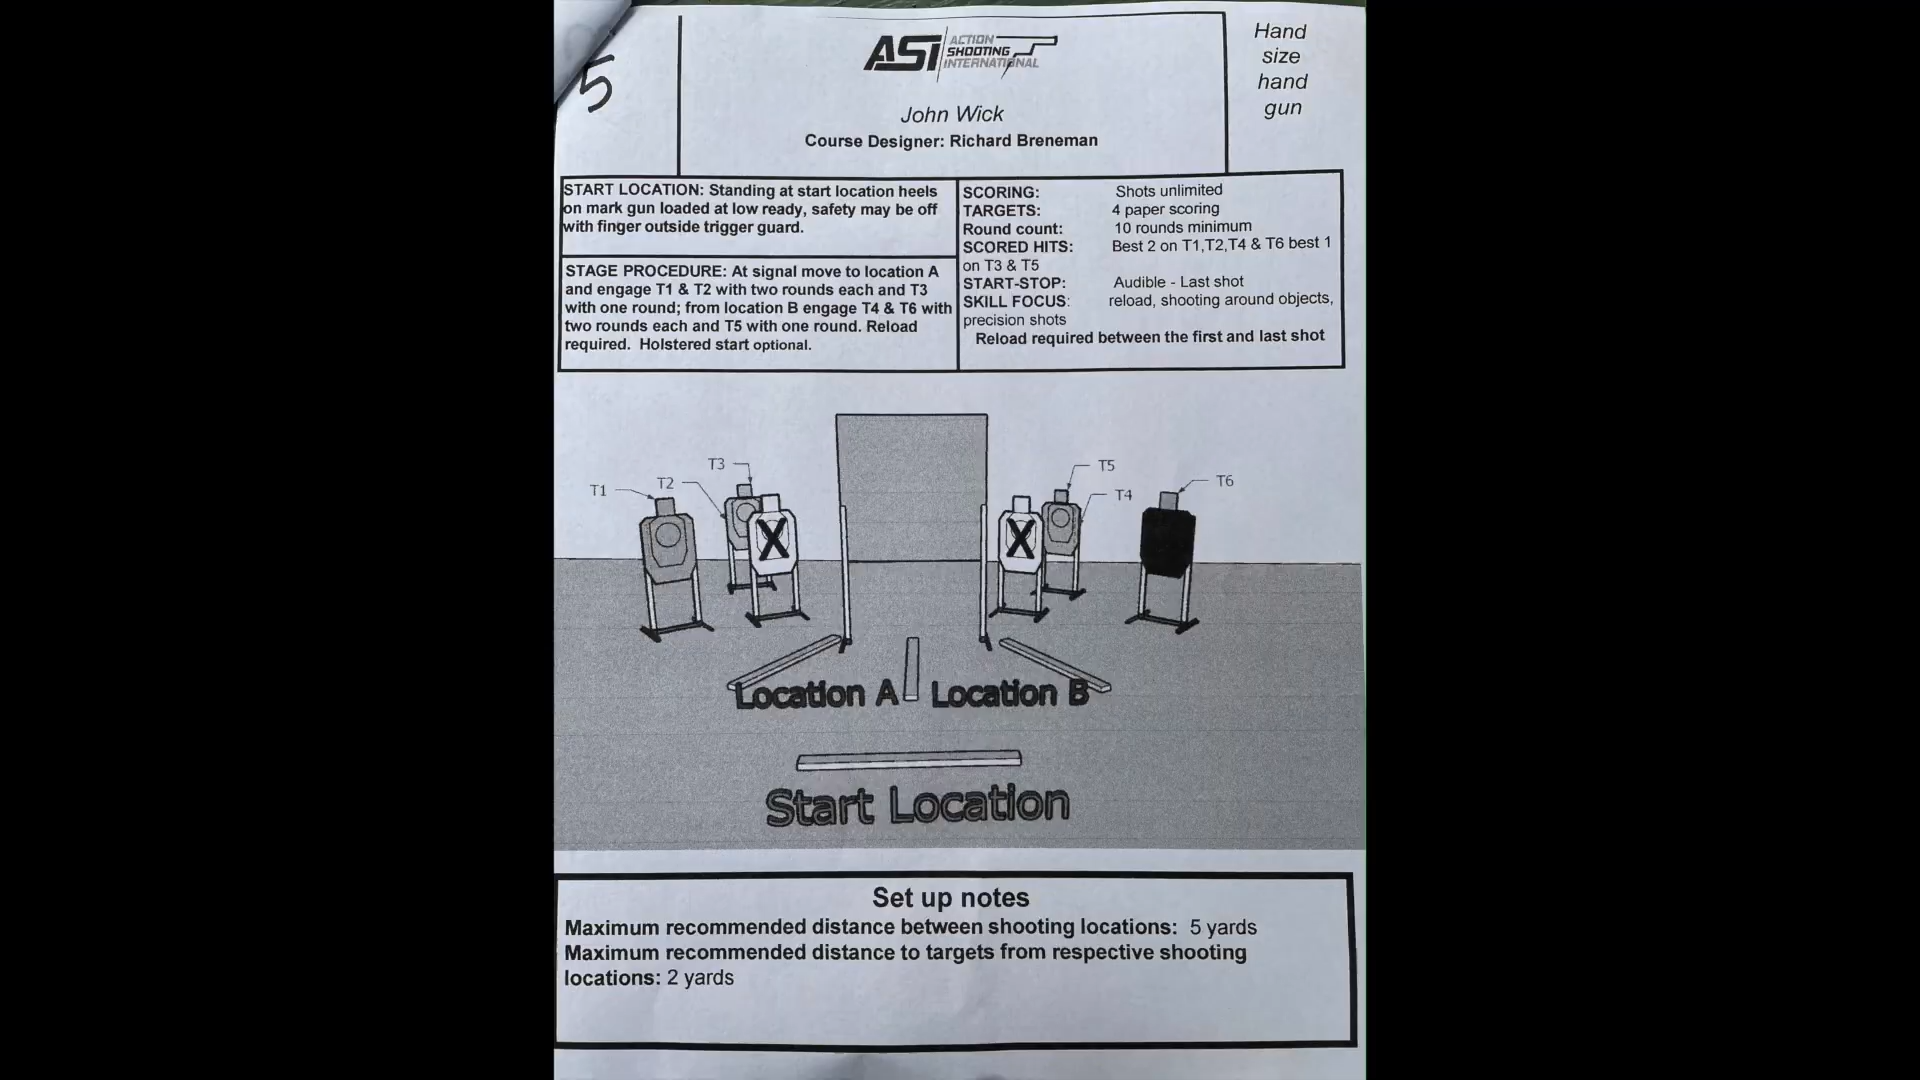 5
ASI ACTION
SHOOTING
INTERNATIONAL
Hand
size
hand
gun
John Wick
Course Designer: Richard Breneman
START LOCATION: Standing at start location heels
on mark gun loaded at low ready, safety may be off
with finger outside trigger guard.
STAGE PROCEDURE: At signal move to location A
and engage T1 & T2 with two rounds each and T3
with one round; from location B engage T4 & T6 with
two rounds each and T5 with one round. Reload
required. Holstered start optional.
SCORING: Shots unlimited
TARGETS: 4 paper scoring
Round count: 10 rounds minimum
SCORED HITS: Best 2 on T1,T2,T4 & T6 best 1
on T3 & T5
START-STOP: Audible - Last shot
SKILL FOCUS: reload, shooting around objects,
precision shots
Reload required between the first and last shot
T3
T5
T1
T2
T4
T6
X
X
Location A
Location B
Start Location
Set up notes
Maximum recommended distance between shooting locations: 5 yards
Maximum recommended distance to targets from respective shooting
locations: 2 yards